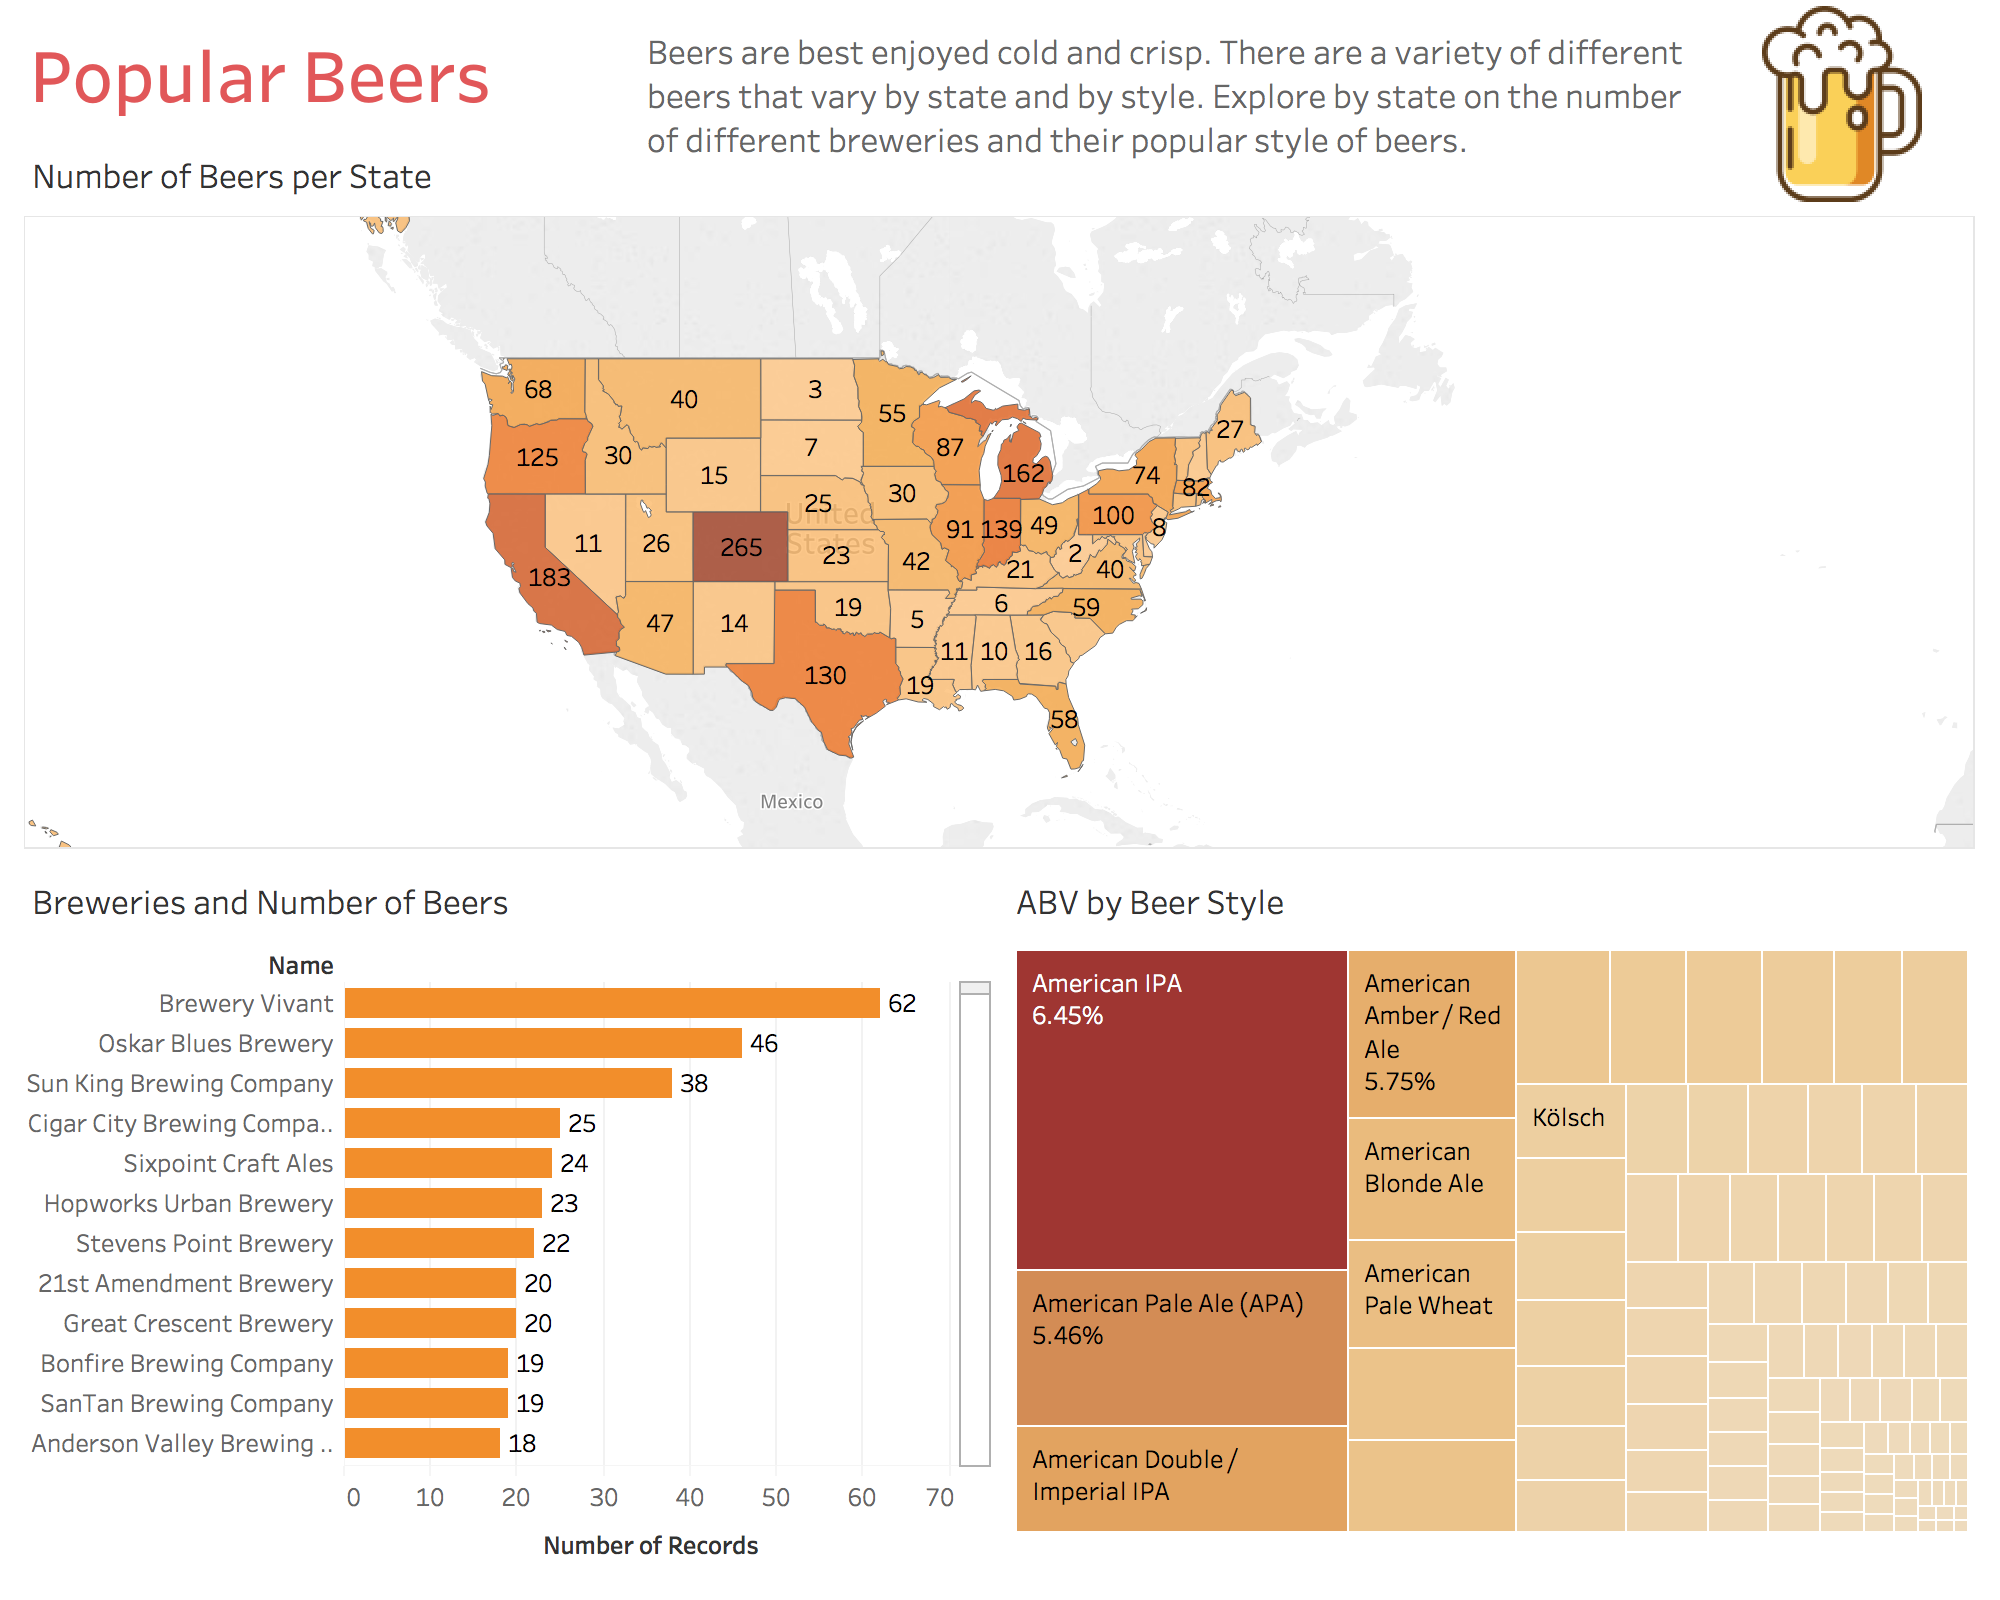 Popular Beers
Beers are best enjoyed cold and crisp. There are a variety of different
beers that vary by state and by style. Explore by state on the number
of different breweries and their popular style of beers.
Number of Beers per State
68
40
3
55
27
125
30
15
7
87
162
74
82
30
25
265
11
26
23
42
91
139
49
100
8
2
40
21
183
47
14
19
5
6
59
130
19
11
10
16
58
United
States
Mexico
Breweries and Number of Beers
Name
Brewery Vivant 62
Oskar Blues Brewery 46
Sun King Brewing Company 38
Cigar City Brewing Compa.. 25
Sixpoint Craft Ales 24
Hopworks Urban Brewery 23
Stevens Point Brewery 22
21st Amendment Brewery 20
Great Crescent Brewery 20
Bonfire Brewing Company 19
SanTan Brewing Company 19
Anderson Valley Brewing .. 18
0 10 20 30 40 50 60 70
Number of Records
ABV by Beer Style
American IPA
6.45%
American Pale Ale (APA)
5.46%
American Double /
Imperial IPA
American
Amber / Red
Ale
5.75%
American
Blonde Ale
American
Pale Wheat
Kölsch